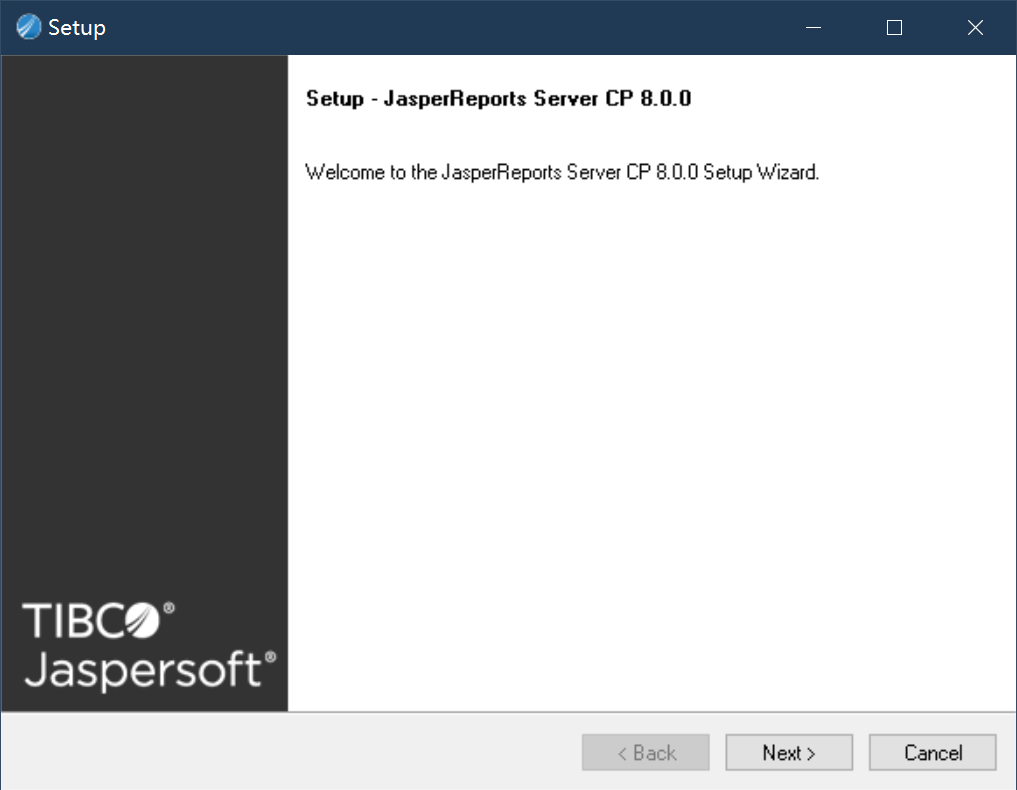 Setup
Setup - JasperReports Server CP 8.0.0
Welcome to the JasperReports Server CP 8.0.0 Setup Wizard.
TIBCO®
Jaspersoft®
< Back
Next >
Cancel